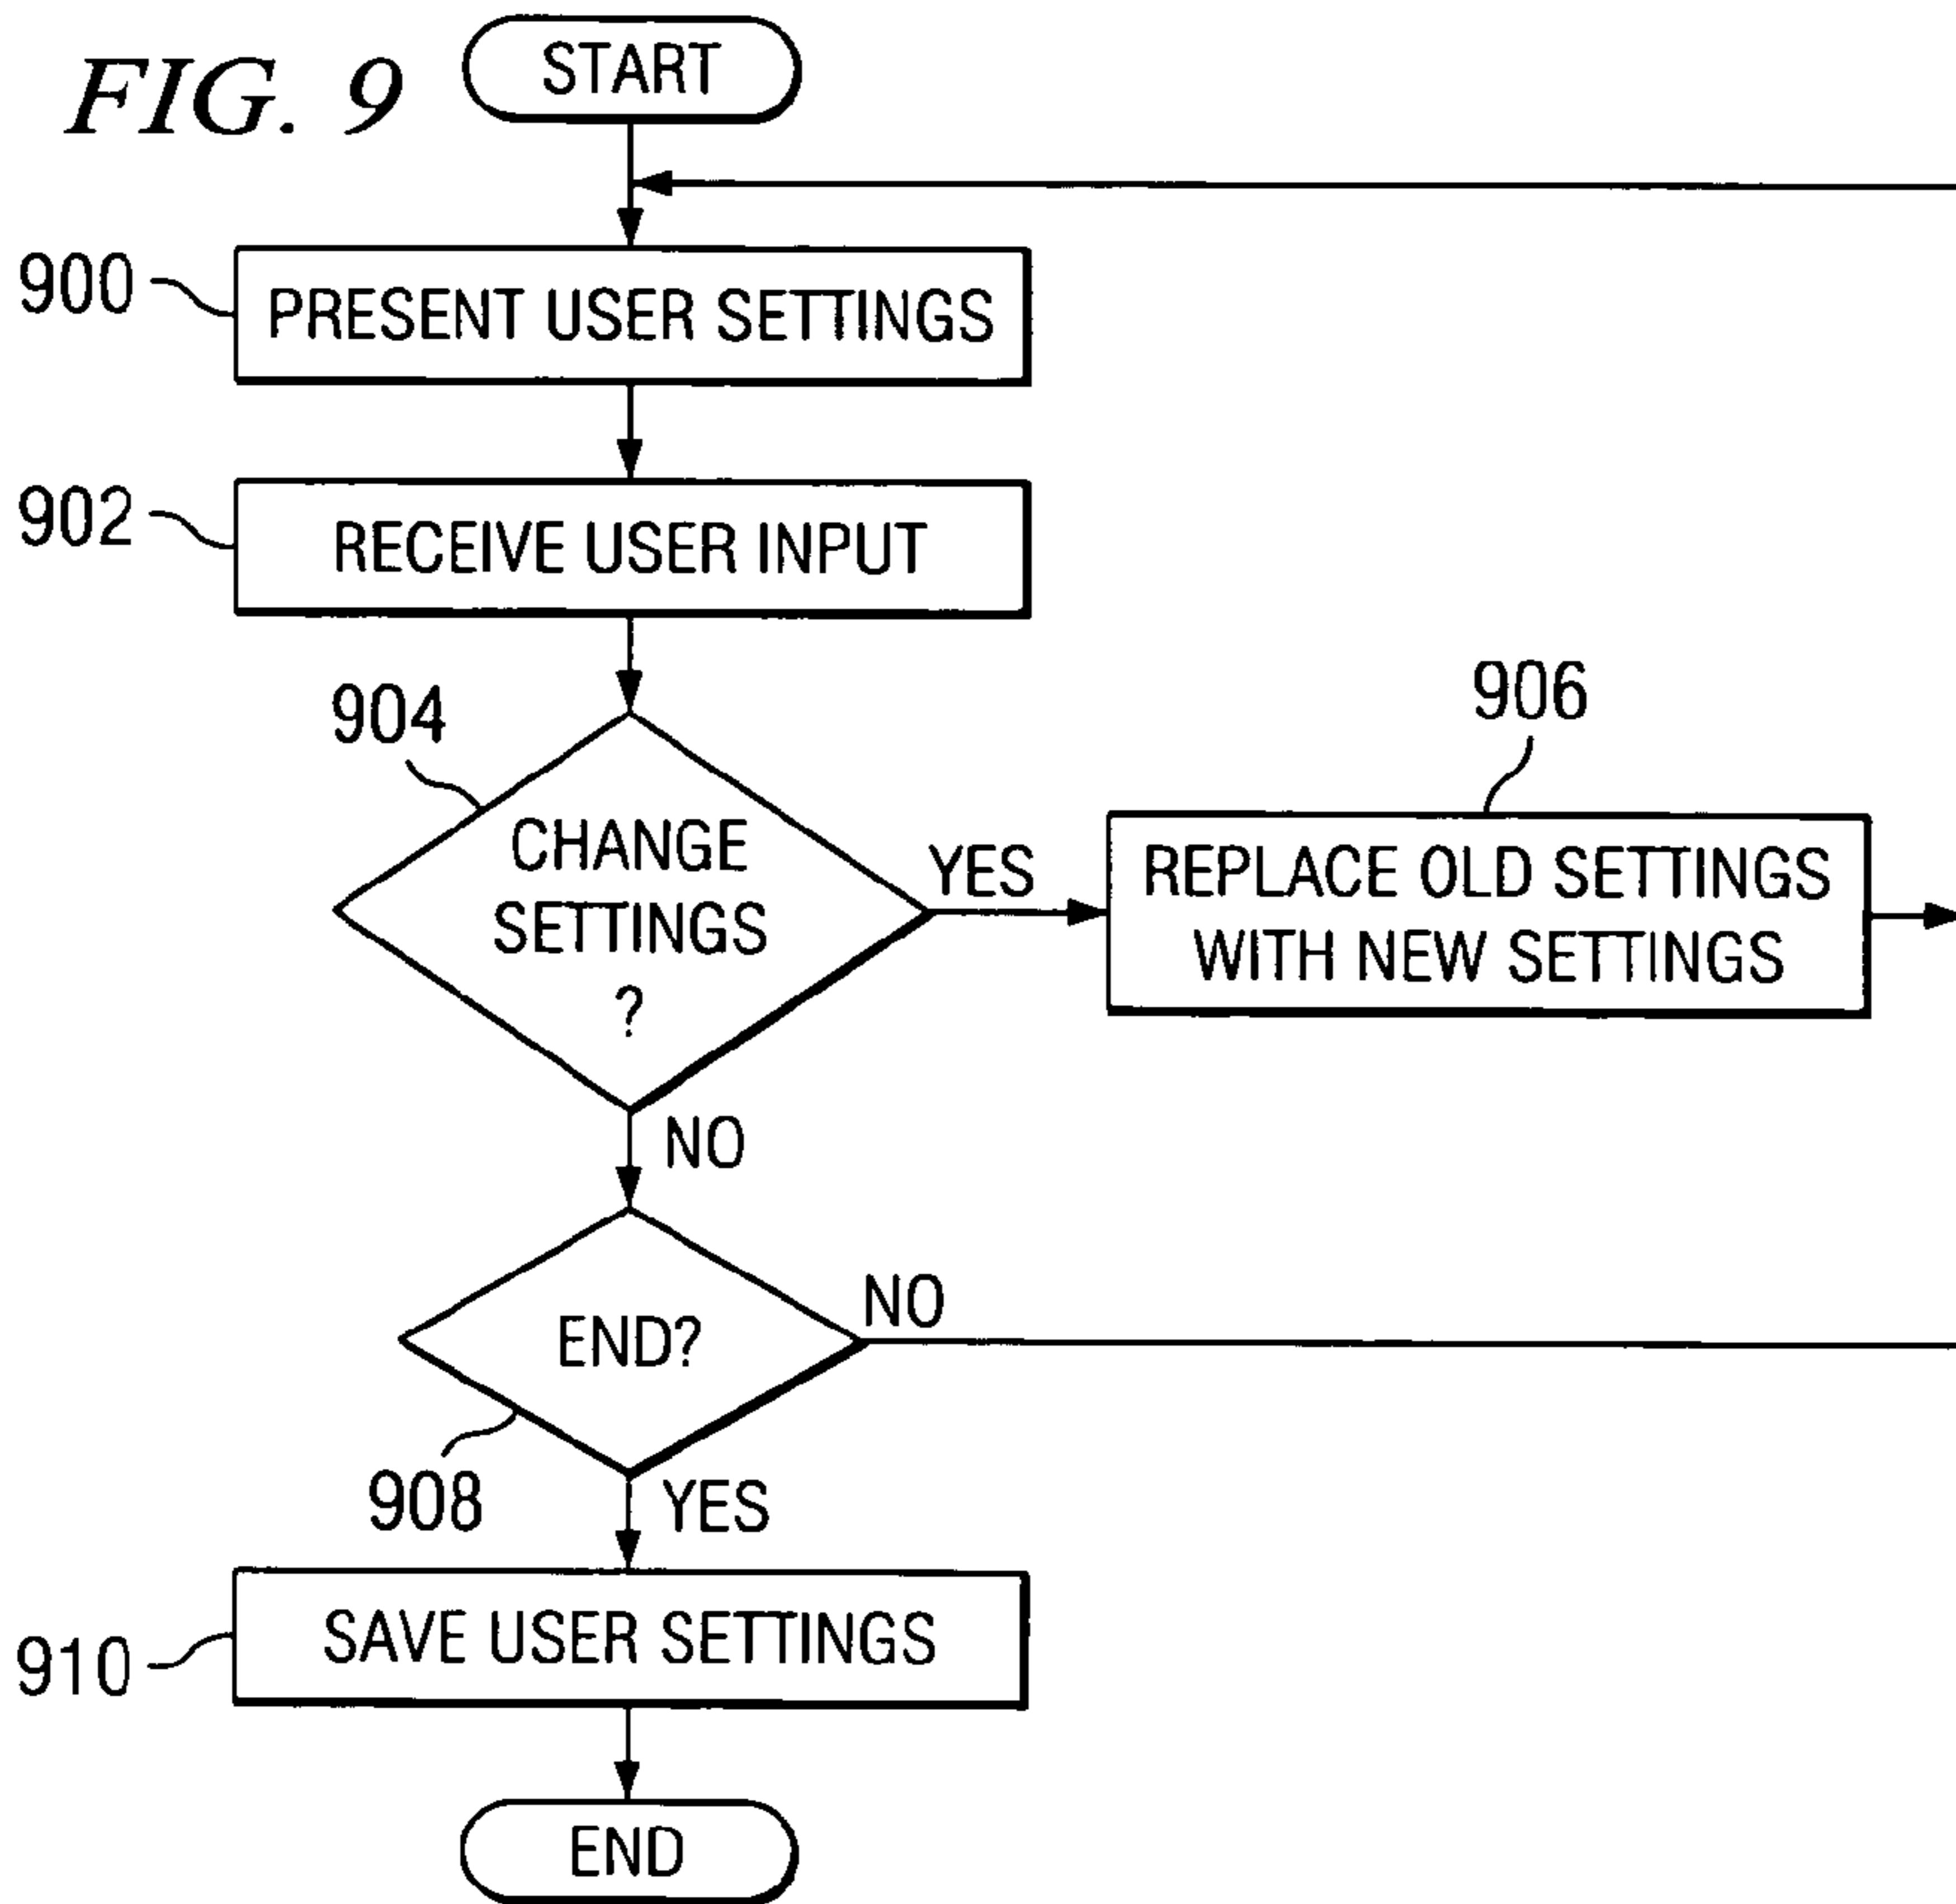 FIG. 9
START
900
PRESENT USER SETTINGS
902
RECEIVE USER INPUT
904
CHANGE
SETTINGS
?
YES
906
REPLACE OLD SETTINGS
WITH NEW SETTINGS
NO
END?
NO
908
YES
910
SAVE USER SETTINGS
END